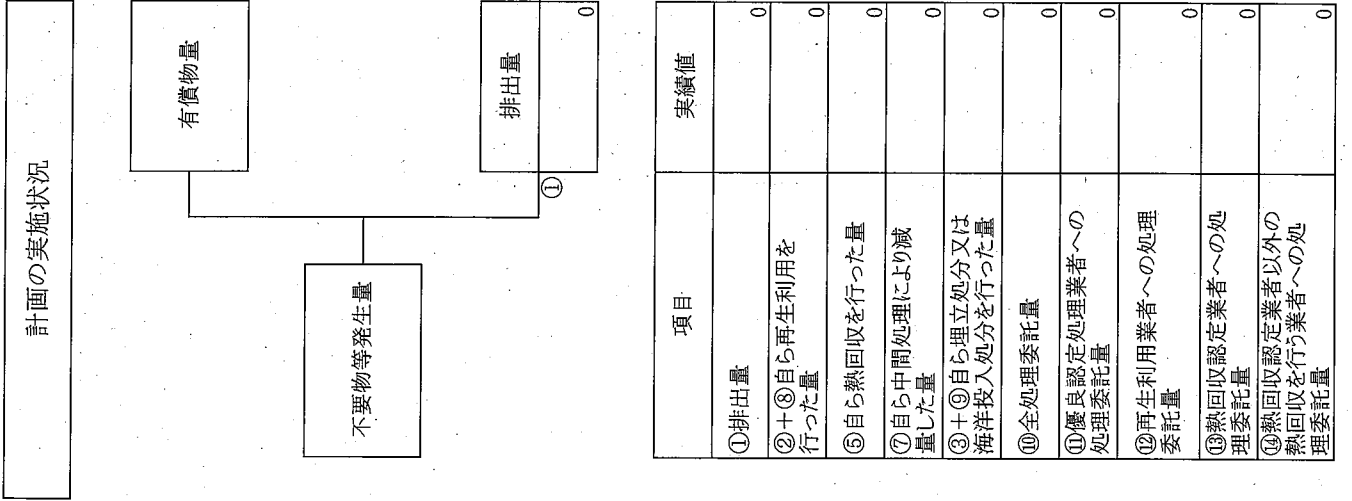 計画の実施状況
有償物量
不要物等発生量
①
排出量
0
項目
実績値
①排出量
0
②+⑧自ら再生利用を
行った量
0
⑤自ら熱回収を行った量
0
⑦自ら中間処理により減
量した量
0
③+⑨自ら埋立処分又は
海洋投入処分を行った量
0
⑩全処理委託量
0
⑪優良認定処理業者への
処理委託量
0
⑫再生利用業者への処理
委託量
0
⑬熱回収認定業者への処
理委託量
0
⑭熱回収認定業者以外の
熱回収を行う業者への処
理委託量
0